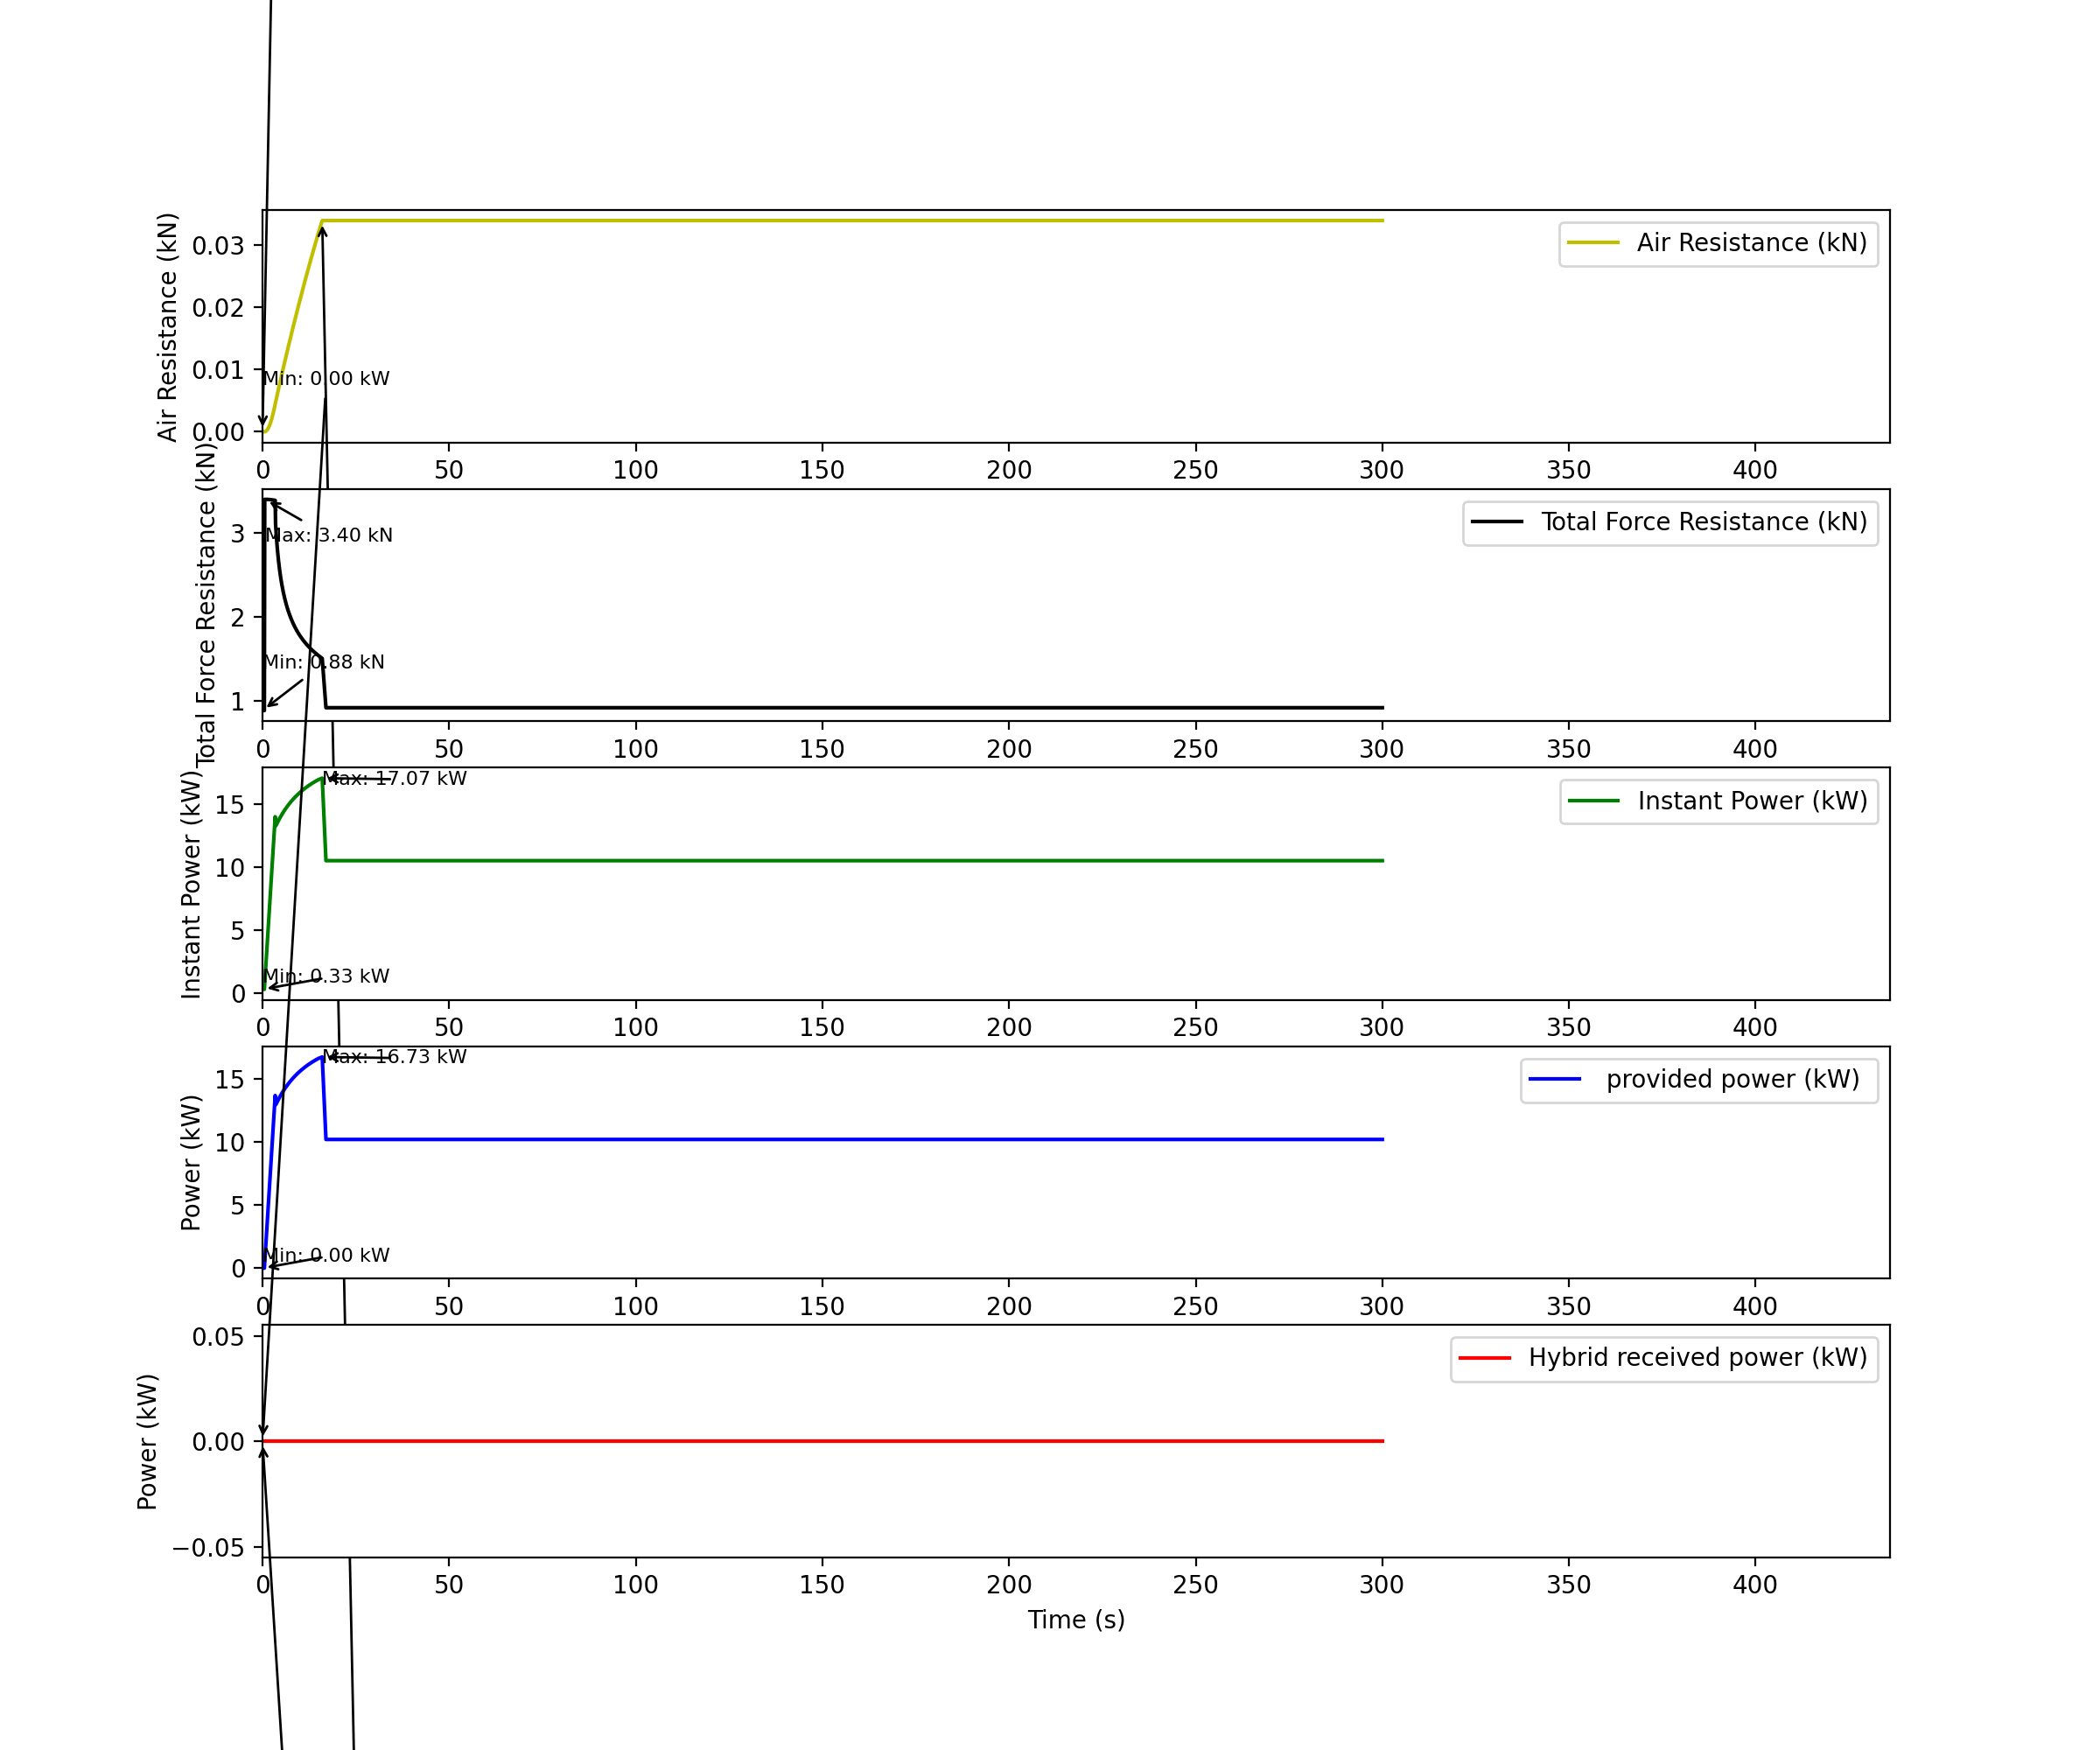 Air Resistance (kN)
0.03
0.02
0.01
0.00
Air Resistance (kN)
Min: 0.00 kW
0 50 100 150 200 250 300 350 400
Total Force Resistance (kN)
3
2
1
Total Force Resistance (kN)
Max: 3.40 kN
Min: 0.88 kN
0 50 100 150 200 250 300 350 400
Instant Power (kW)
15
10
5
0
Max: 17.07 kW
Instant Power (kW)
Min: 0.33 kW
0 50 100 150 200 250 300 350 400
Power (kW)
15
10
5
0
Max: 16.73 kW
provided power (kW)
Min: 0.00 kW
0 50 100 150 200 250 300 350 400
Power (kW)
0.05
0.00
−0.05
Hybrid received power (kW)
0 50 100 150 200 250 300 350 400
Time (s)